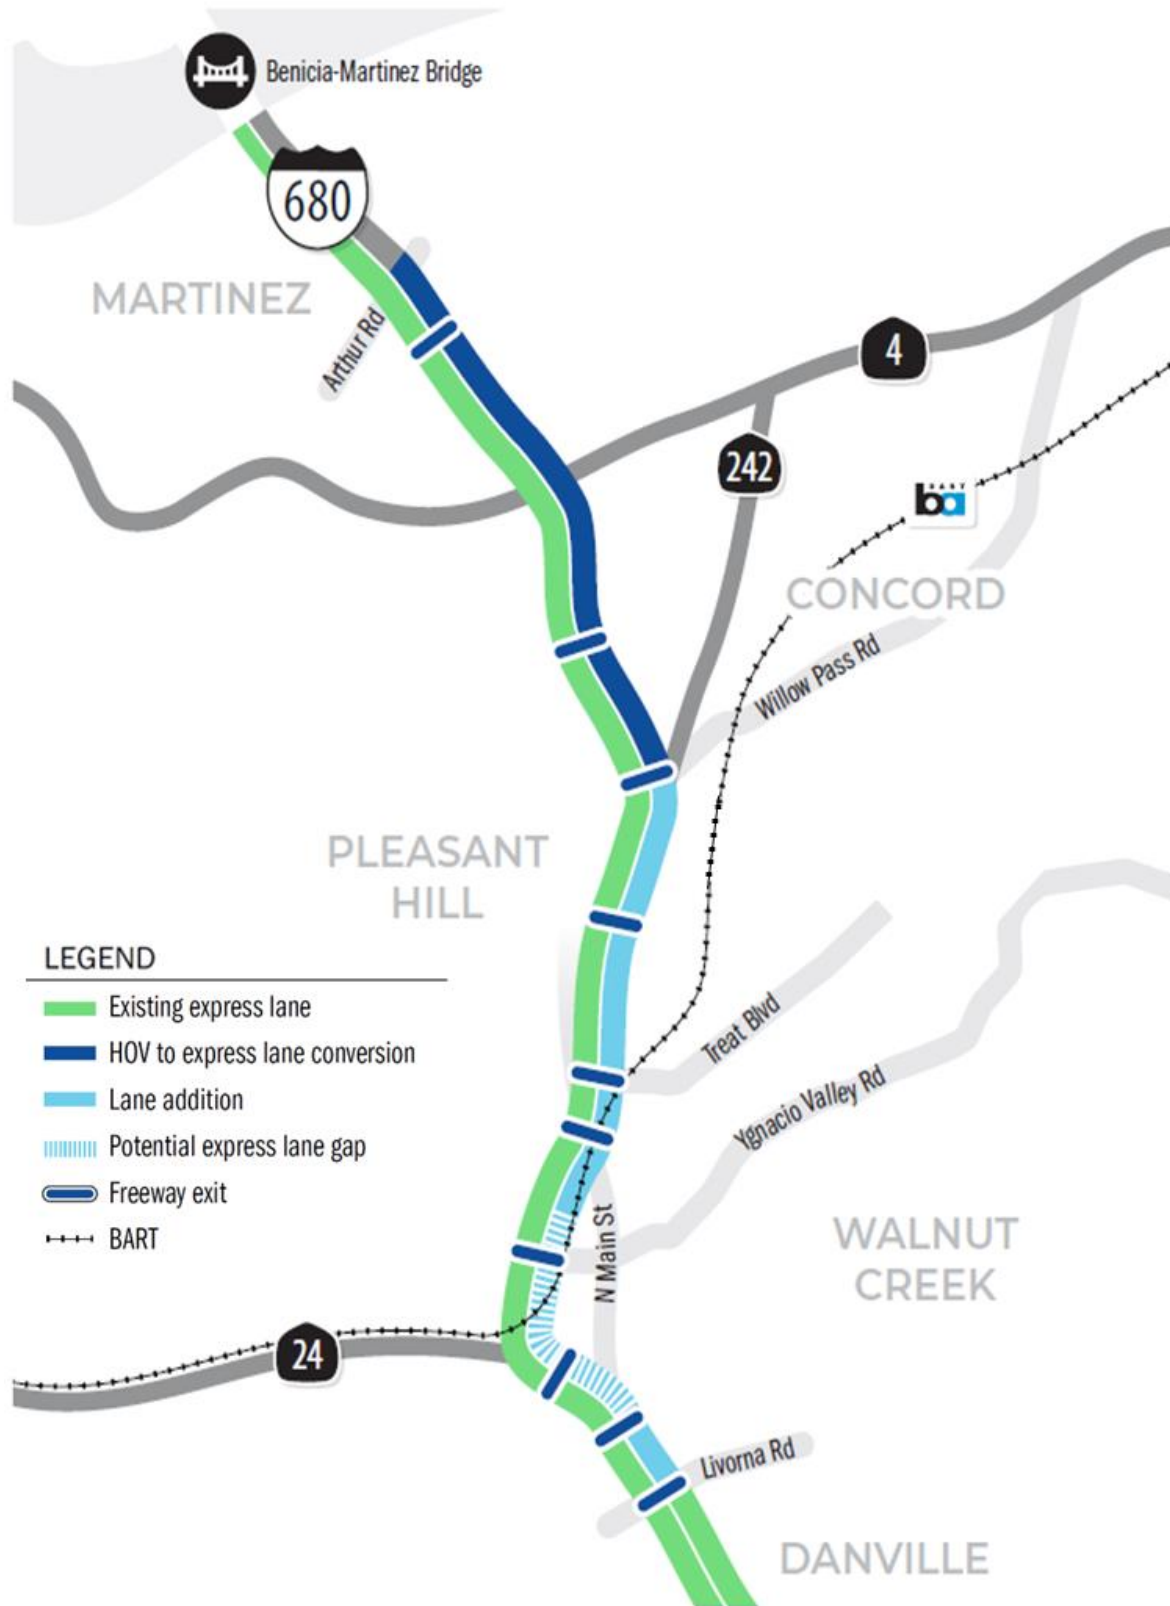 Benicia-Martinez Bridge
680
MARTINEZ
Arthur Rd
4
242
BART
ba
CONCORD
Willow Pass Rd
PLEASANT
HILL
LEGEND
Existing express lane
HOV to express lane conversion
Lane addition
Potential express lane gap
Freeway exit
BART
Treat Blvd
Ygnacio Valley Rd
N Main St
WALNUT
CREEK
24
Livorna Rd
DANVILLE